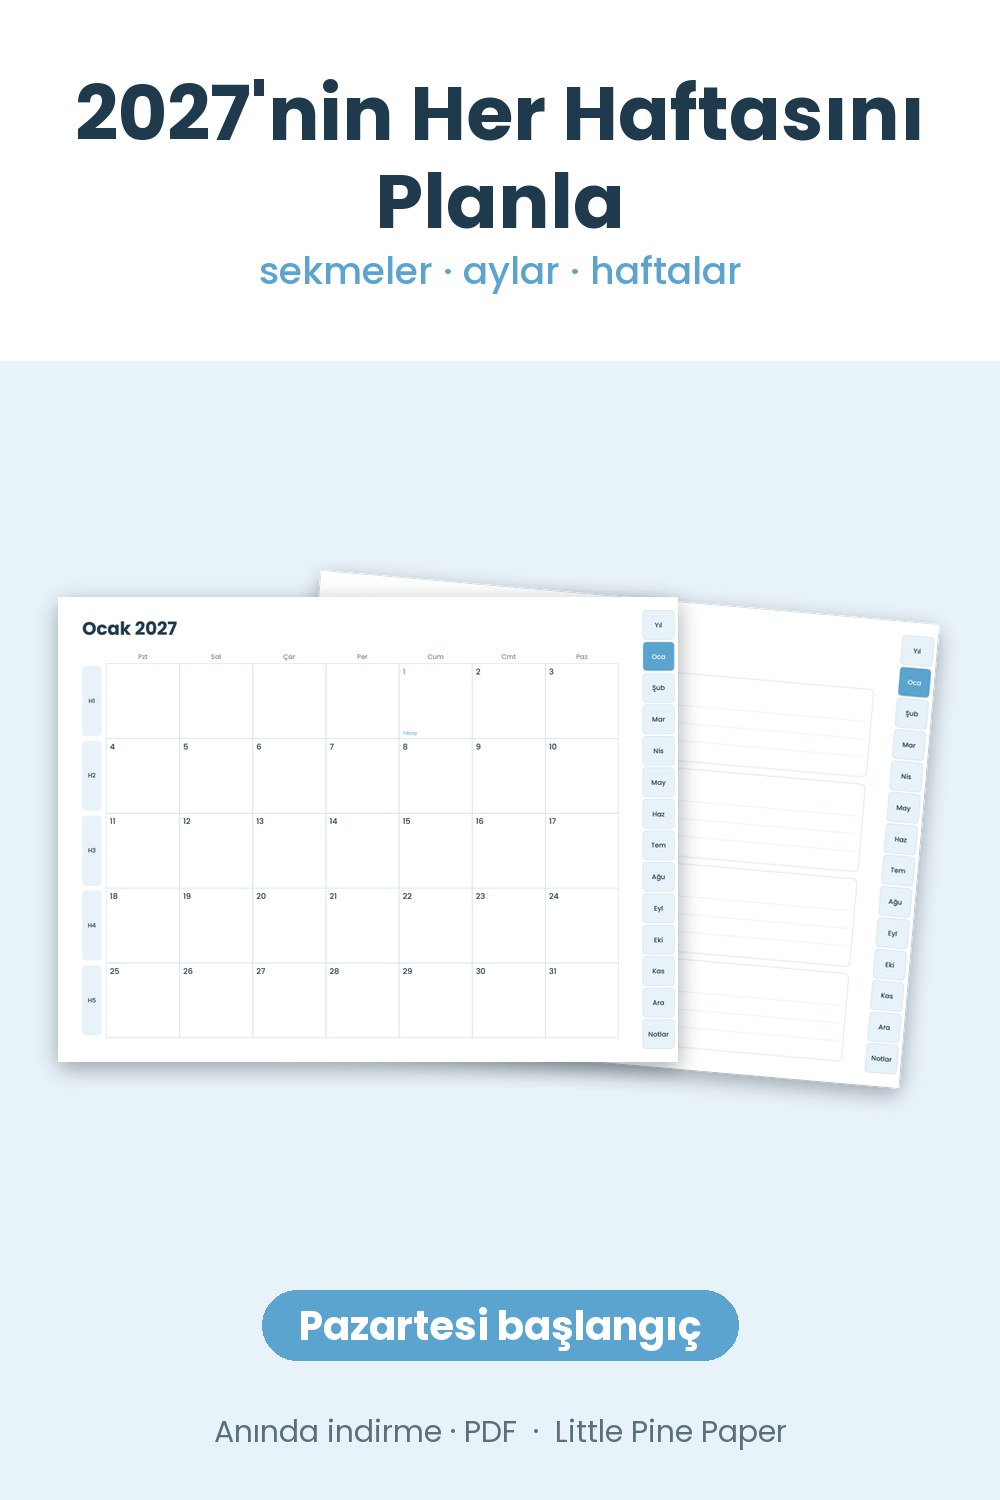 2027'nin Her Haftasını
Planla
sekmeler · aylar · haftalar
Ocak 2027
Pzt Sal Çar Per Cum Cmt Paz
H1 1 2 3
H2 4 5 6 7 8 9 10
H3 11 12 13 14 15 16 17
H4 18 19 20 21 22 23 24
H5 25 26 27 28 29 30 31
Yıl
Oca
Şub
Mar
Nis
May
Haz
Tem
Ağu
Eyl
Eki
Kas
Ara
Notlar
Yıl
Oca
Şub
Mar
Nis
May
Haz
Tem
Ağu
Eyl
Eki
Kas
Ara
Notlar
Pazartesi başlangıç
Anında indirme · PDF · Little Pine Paper